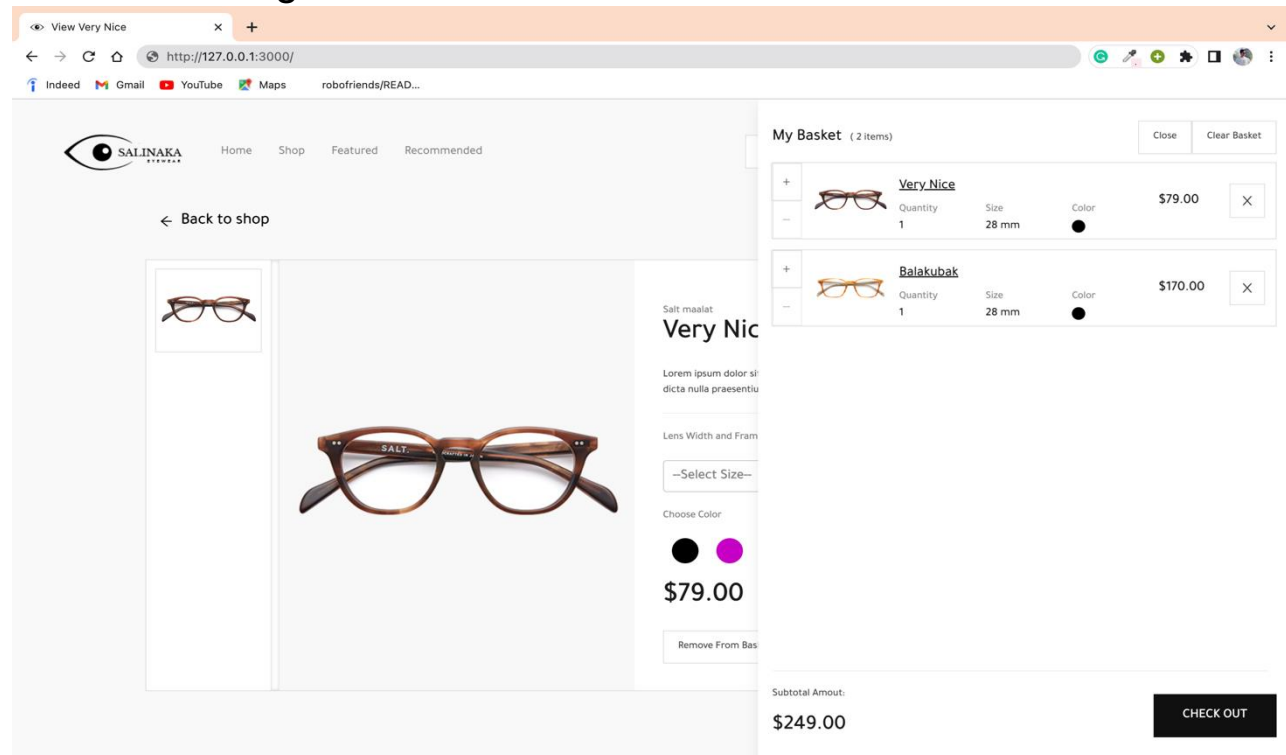 View Very Nice
http://127.0.0.1:3000/
Indeed Gmail YouTube Maps robofriends/READ...
SALINAKA
EYEWEAR
Home Shop Featured Recommended
← Back to shop
Salt maalat
Very Nic
Lorem ipsum dolor si
dicta nulla praesentiu
Lens Width and Fram
--Select Size--
Choose Color
$79.00
Remove From Bas
SALT.
My Basket ( 2 items)
Close Clear Basket
+
Very Nice
$79.00
X
Quantity Size Color
–
1 28 mm
+
Balakubak
$170.00
X
Quantity Size Color
–
1 28 mm
Subtotal Amout:
$249.00
CHECK OUT